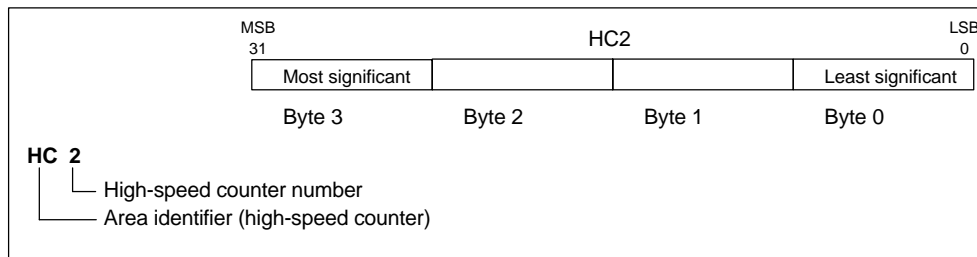 MSB LSB
31 HC2 0
Most significant Least significant
Byte 3 Byte 2 Byte 1 Byte 0
HC 2
High-speed counter number
Area identifier (high-speed counter)